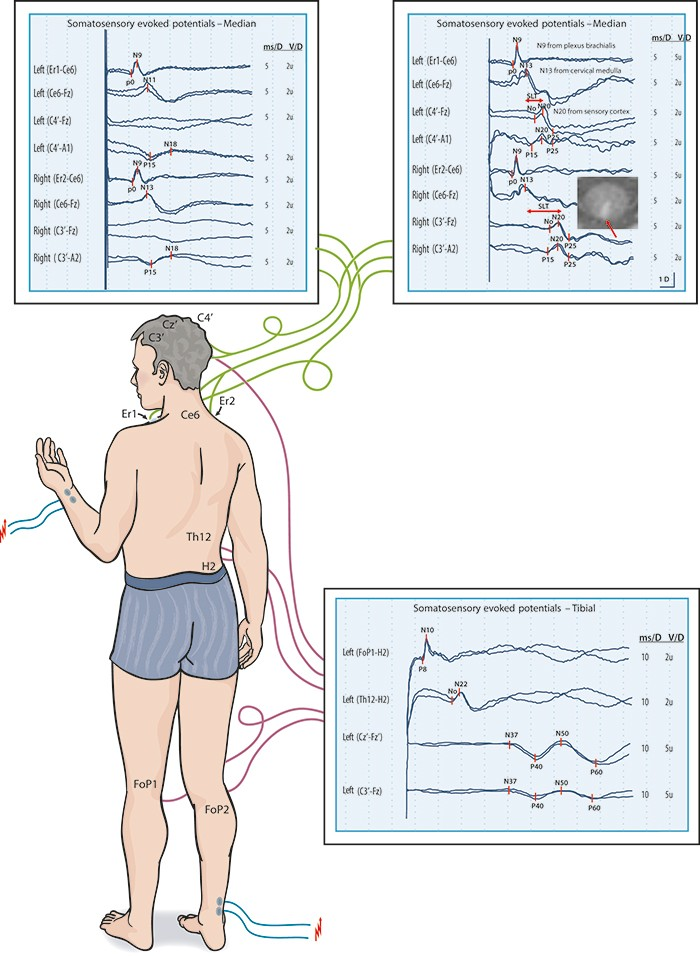 Somatosensory evoked potentials – Median
ms/D V/D
Left (Er1-Ce6) p0 N9 5 2u
Left (Ce6-Fz) N11 5 2u
Left (C4′-Fz) 5 2u
Left (C4′-A1) P15 N18 5 2u
Right (Er2-Ce6) p0 N9 5 2u
Right (Ce6-Fz) N13 5 2u
Right (C3′-Fz) 5 2u
Right (C3′-A2) P15 N18 5 2u
Somatosensory evoked potentials – Median
ms/D V/D
N9 from plexus brachialis
Left (Er1-Ce6) p0 N9 5 5u
N13 from cervical medulla
Left (Ce6-Fz) N13 5 2u
SLT
Left (C4′-Fz) No N20 P25 N20 from sensory cortex 5 2u
Left (C4′-A1) P15 N20 P25 5 2u
Right (Er2-Ce6) p0 N9 5 5u
Right (Ce6-Fz) N13 5 2u
SLT
Right (C3′-Fz) No N20 P25 5 2u
Right (C3′-A2) P15 N20 P25 5 2u
1 D
C4′
Cz′
C3′
Er1
Ce6
Er2
Th12
H2
FoP1
FoP2
Somatosensory evoked potentials – Tibial
ms/D V/D
Left (FoP1-H2) P8 N10 10 2u
Left (Th12-H2) No N22 10 2u
Left (Cz′-Fz′) N37 P40 N50 P60 10 5u
Left (C3′-Fz) N37 P40 N50 P60 10 5u